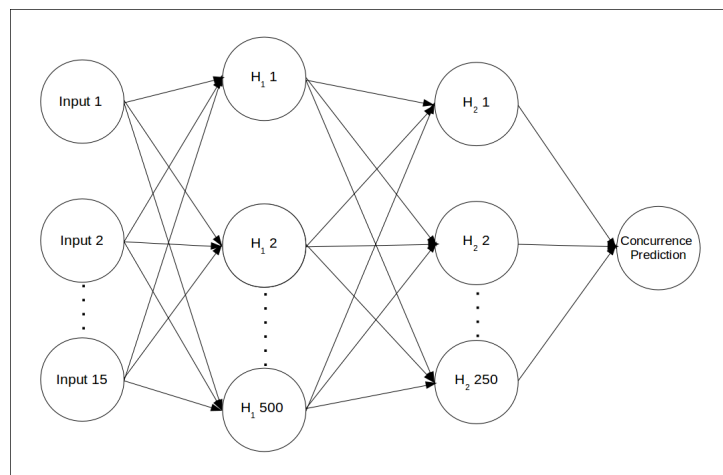 Input 1
Input 2
Input 15
H₁ 1
H₁ 2
H₁ 500
H₂ 1
H₂ 2
H₂ 250
Concurrence
Prediction